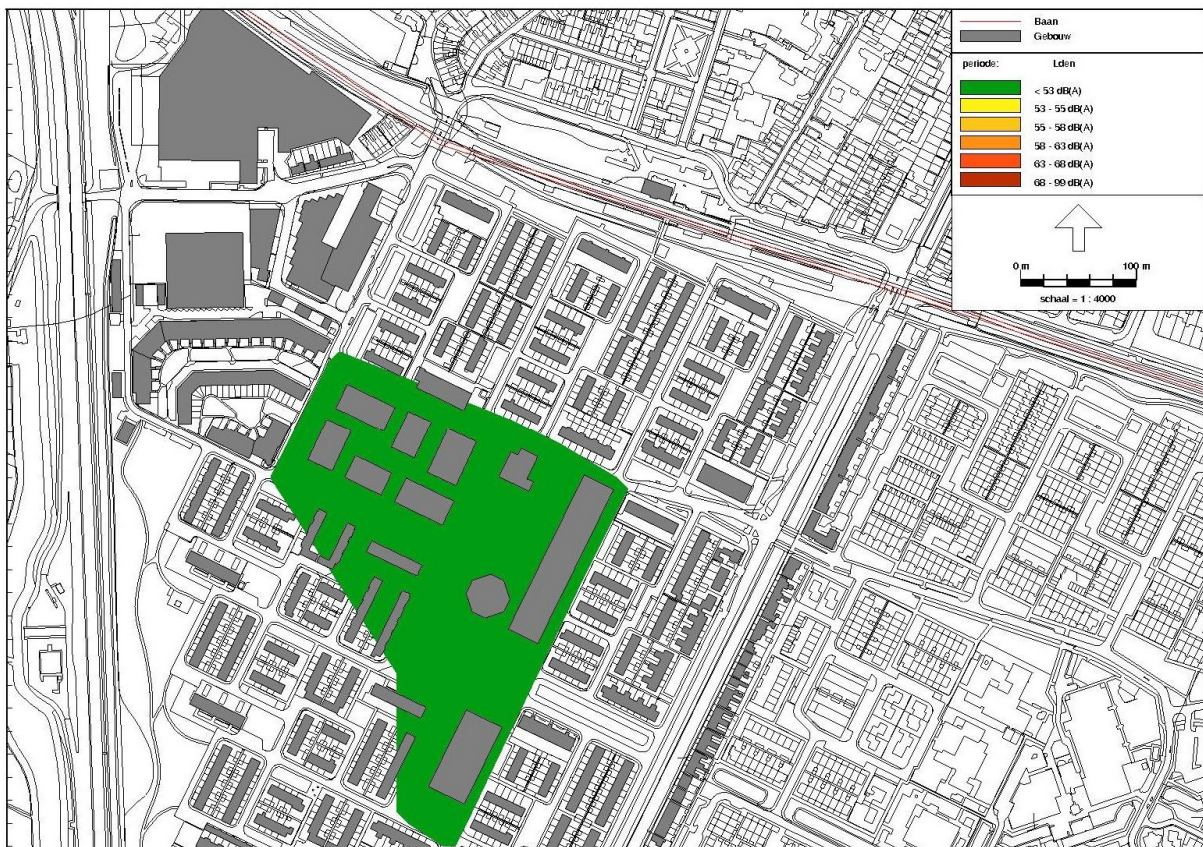 Baan
Gebouw
periode: Lden
< 53 dB(A)
53 - 55 dB(A)
55 - 58 dB(A)
58 - 63 dB(A)
63 - 68 dB(A)
68 - 99 dB(A)
0 m 100 m
schaal = 1 : 4000